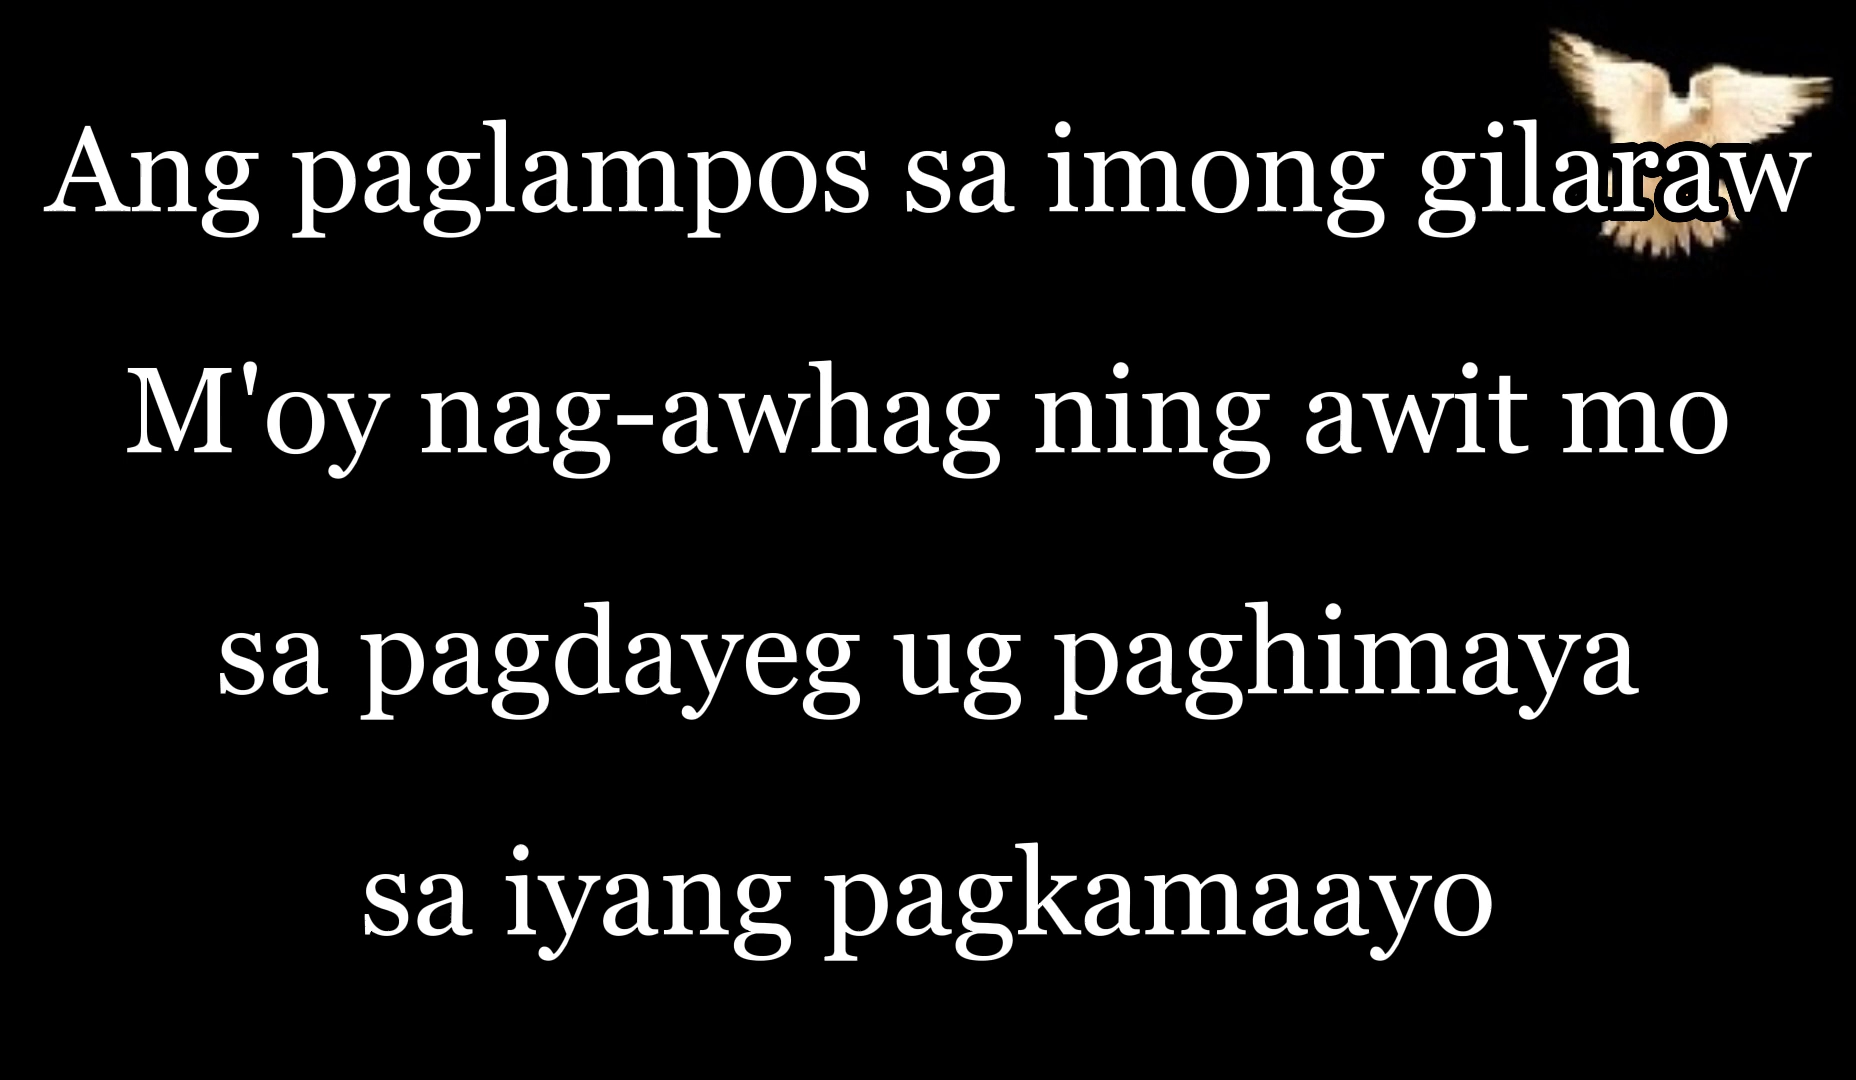 Ang paglampos sa imong gilaraw
M'oy nag-awhag ning awit mo
sa pagdayeg ug paghimaya
sa iyang pagkamaayo